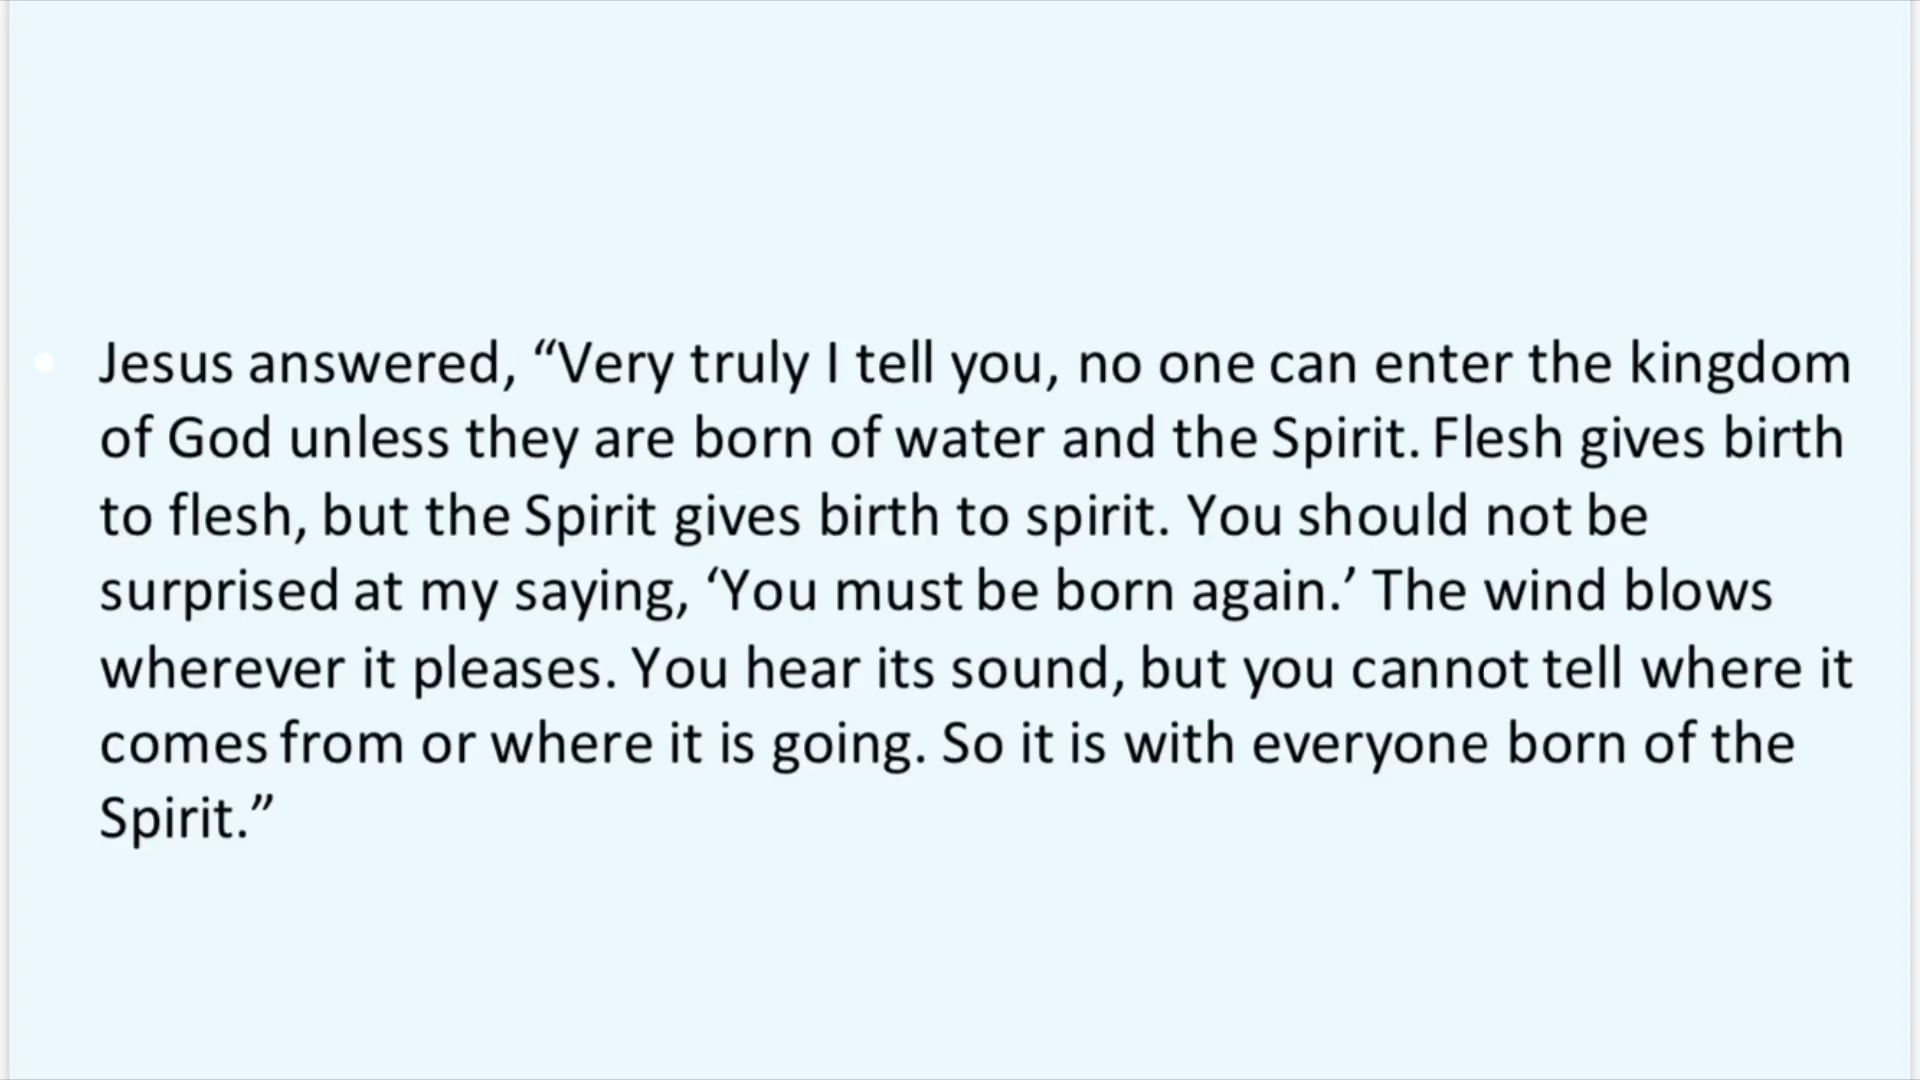 Jesus answered, “Very truly I tell you, no one can enter the kingdom
of God unless they are born of water and the Spirit. Flesh gives birth
to flesh, but the Spirit gives birth to spirit. You should not be
surprised at my saying, ‘You must be born again.’ The wind blows
wherever it pleases. You hear its sound, but you cannot tell where it
comes from or where it is going. So it is with everyone born of the
Spirit.”